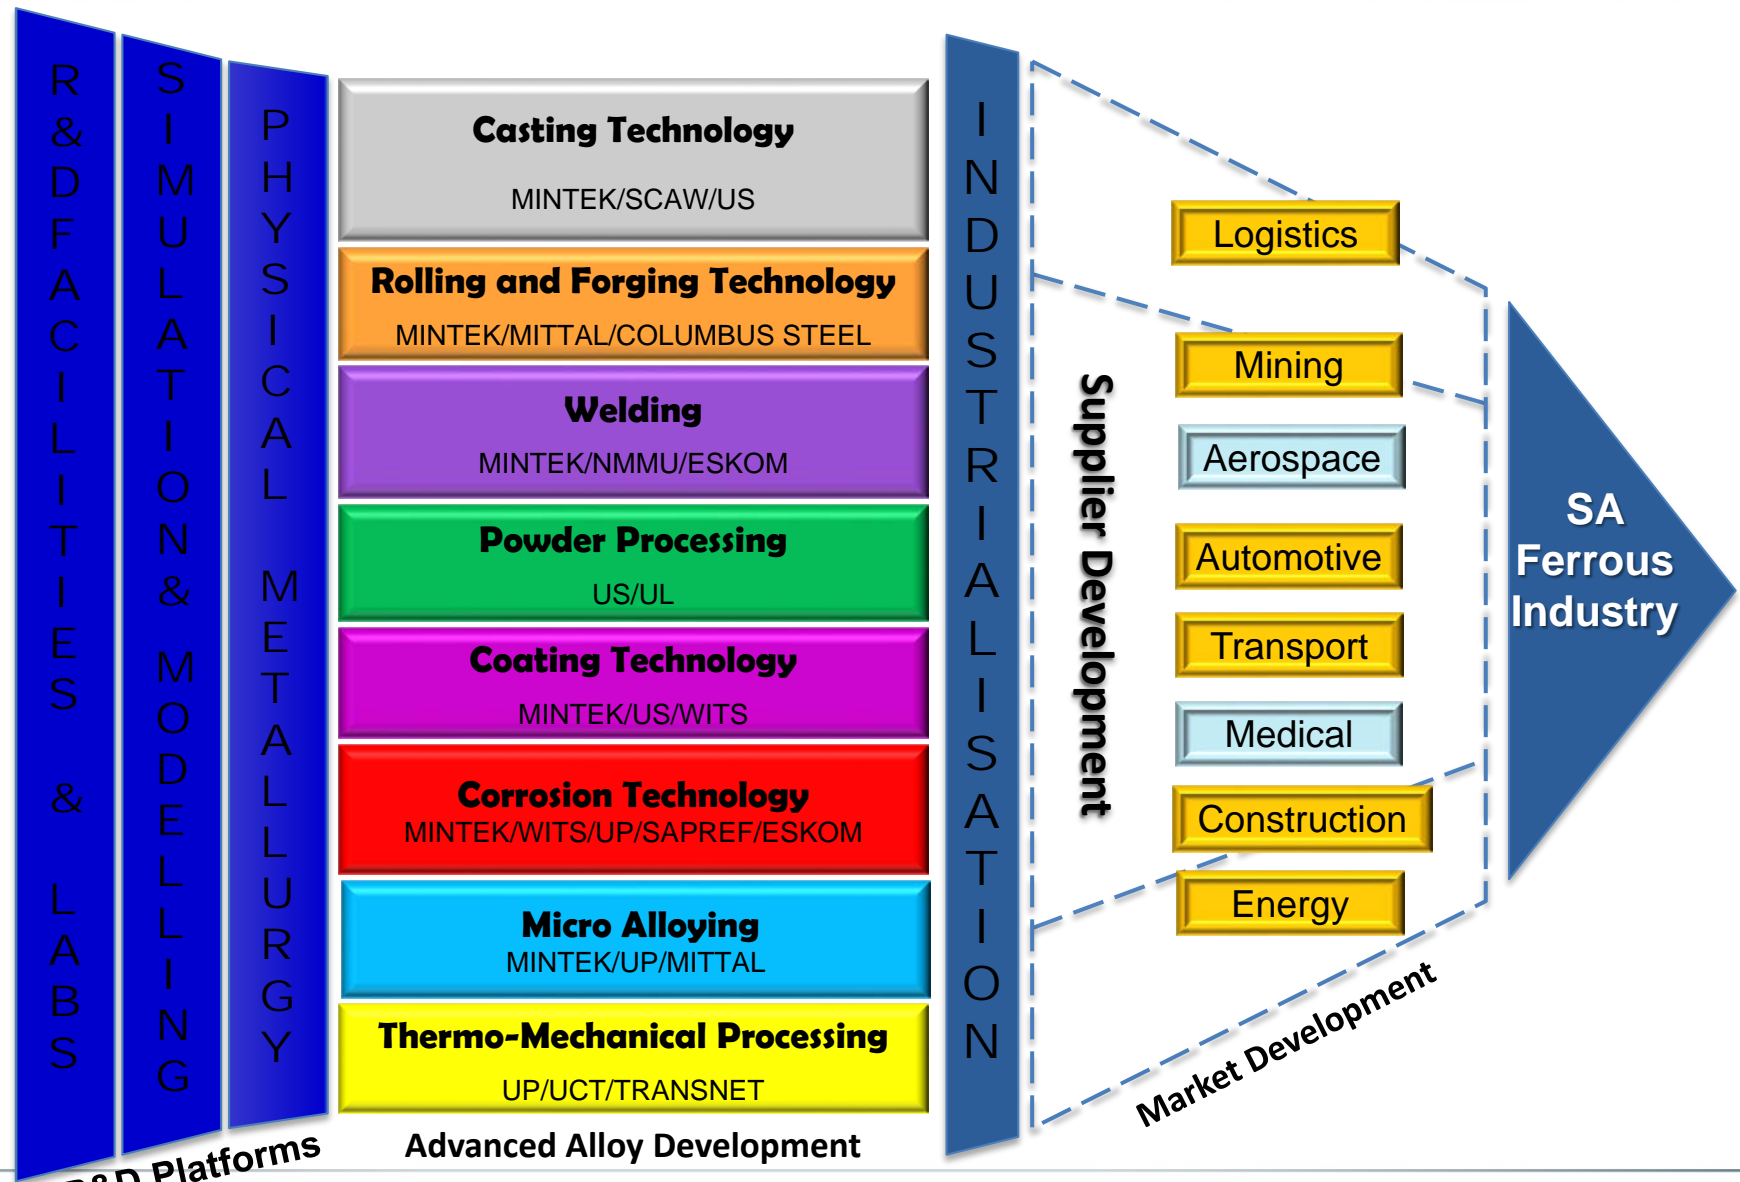 R&D FACILITIES & LABS
SIMULATION & MODELLING
PHYSICAL METALLURGY
R&D Platforms
Casting Technology
MINTEK/SCAW/US
Rolling and Forging Technology
MINTEK/MITTAL/COLUMBUS STEEL
Welding
MINTEK/NMMU/ESKOM
Powder Processing
US/UL
Coating Technology
MINTEK/US/WITS
Corrosion Technology
MINTEK/WITS/UP/SAPREF/ESKOM
Micro Alloying
MINTEK/UP/MITTAL
Thermo-Mechanical Processing
UP/UCT/TRANSNET
Advanced Alloy Development
INDUSTRIALISATION
Supplier Development
Logistics
Mining
Aerospace
Automotive
Transport
Medical
Construction
Energy
Market Development
SA
Ferrous
Industry